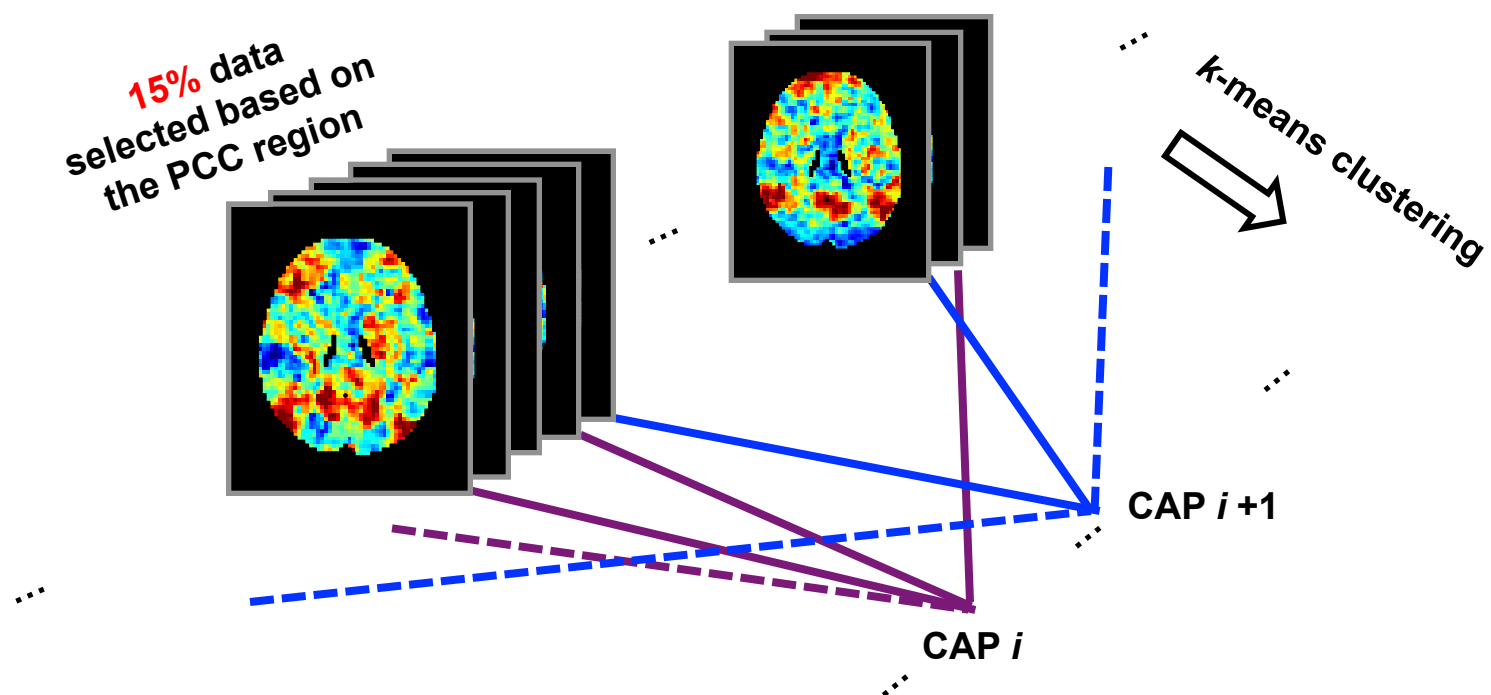 15% data
selected based on
the PCC region
...
...
k-means clustering
...
...
CAP i +1
...
...
CAP i